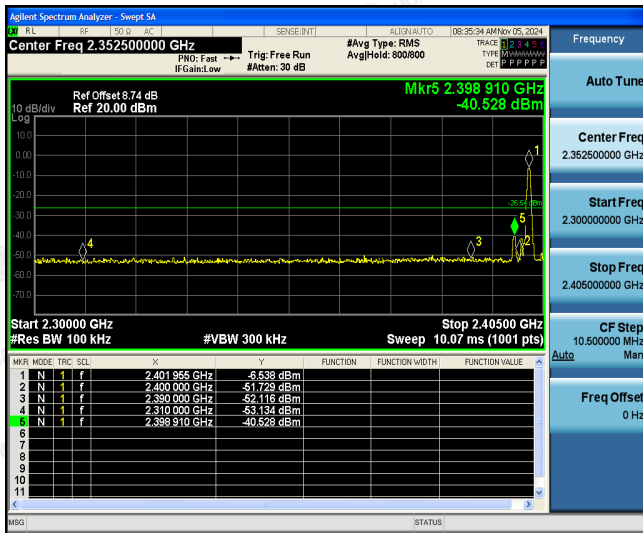 Agilent Spectrum Analyzer - Swept SA
RL RF 50 Ω AC SENSE:INT ALIGN AUTO 08:35:34 AM Nov 05, 2024
Center Freq 2.352500000 GHz #Avg Type: RMS TRACE 1 2 3 4 5 6
PNO: Fast Trig: Free Run Avg|Hold: 800/800 TYPE M
IFGain:Low #Atten: 30 dB DET P P P P P P
Mkr5 2.398 910 GHz
Ref Offset 8.74 dB
10 dB/div Ref 20.00 dBm -40.528 dBm
Log
10.0
0.00
-10.0
-20.0
-30.0
-40.0
-50.0
-60.0
-70.0
1
-26.54 dBm
5
4 3 2
Start 2.30000 GHz Stop 2.40500 GHz
#Res BW 100 kHz #VBW 300 kHz Sweep 10.07 ms (1001 pts)
MKR MODE TRC SCL X Y FUNCTION FUNCTION WIDTH FUNCTION VALUE
1 N 1 f 2.401 955 GHz -6.538 dBm
2 N 1 f 2.400 000 GHz -51.729 dBm
3 N 1 f 2.390 000 GHz -52.116 dBm
4 N 1 f 2.310 000 GHz -53.134 dBm
5 N 1 f 2.398 910 GHz -40.528 dBm
6
7
8
9
10
11
MSG STATUS
Frequency
Auto Tune
Center Freq
2.352500000 GHz
Start Freq
2.300000000 GHz
Stop Freq
2.405000000 GHz
CF Step
10.500000 MHz
Auto Man
Freq Offset
0 Hz